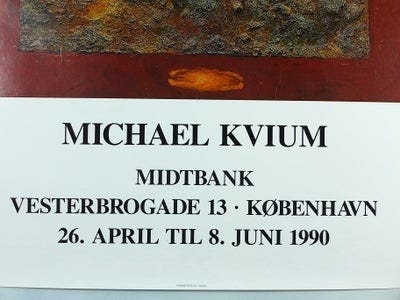 MICHAEL KVIUM
MIDTBANK
VESTERBROGADE 13 · KØBENHAVN
26. APRIL TIL 8. JUNI 1990